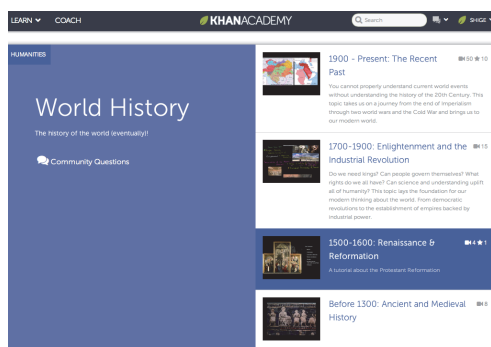 LEARN COACH KHANACADEMY Search SHIGE
HUMANITIES
World History
The history of the world (eventually)!
Community Questions
1900 - Present: The Recent 50 10
Past
You cannot properly understand current world events
without understanding the history of the 20th Century. This
topic takes us on a journey from the end of Imperialism
through two world wars and the Cold War and brings us to
our modern world.
1700-1900: Enlightenment and the 15
Industrial Revolution
Do we need kings? Can people govern themselves? What
rights do we all have? Can science and understanding uplift
all of humanity? This topic lays the foundation for our
modern thinking about the world. From democratic
revolutions to the establishment of empires backed by
industrial power.
1500-1600: Renaissance & 4 1
Reformation
A tutorial about the Protestant Reformation
Before 1300: Ancient and Medieval 8
History